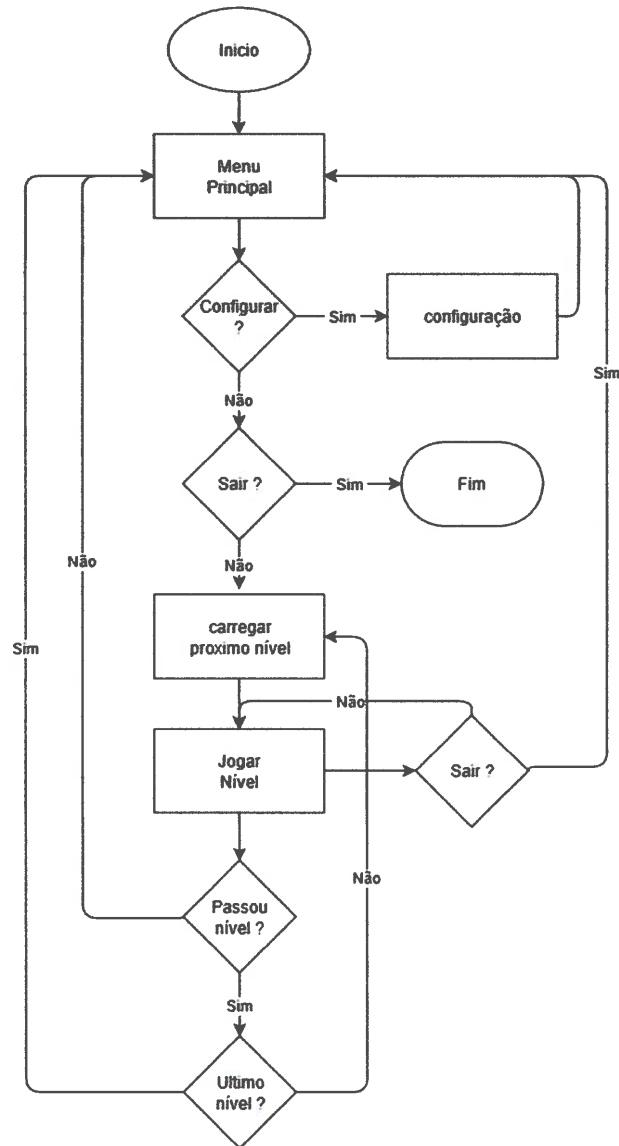 Inicio
Menu
Principal
Configurar
?
Sim
configuração
Sim
Não
Sair ?
Sim
Fim
Não
Não
carregar
proximo nível
Sim
Não
Jogar
Nível
Sair ?
Não
Passou
nível ?
Sim
Ultimo
nível ?